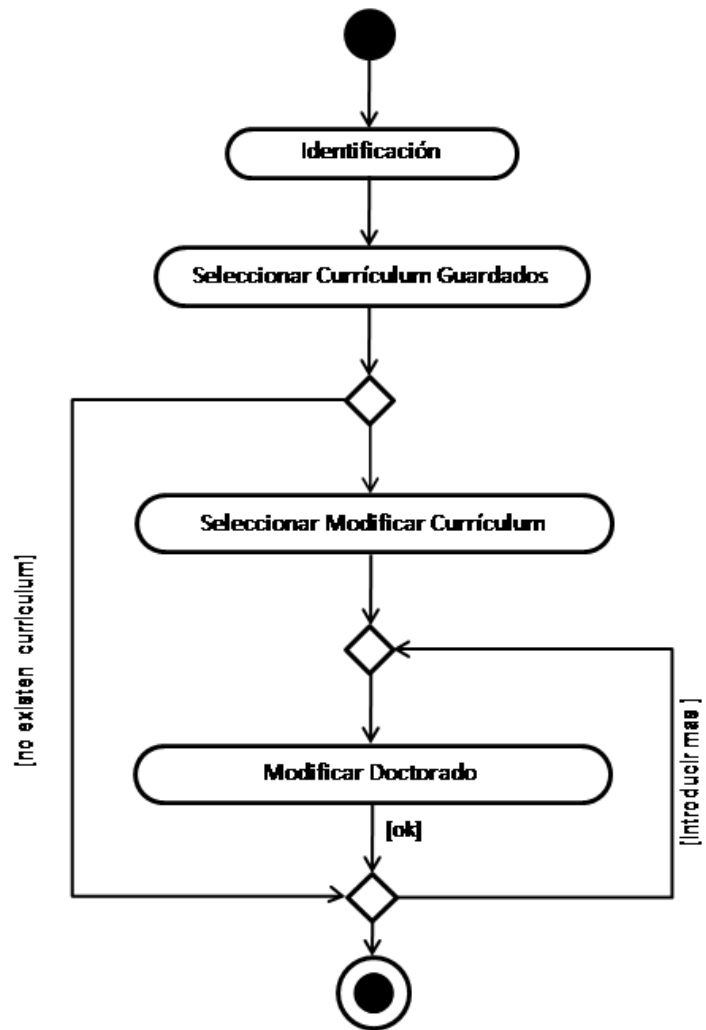 Identificación
Seleccionar Currículum Guardados
Seleccionar Modificar Currículum
[no existen curriculum]
[Introducir mas ]
Modificar Doctorado
[ok]